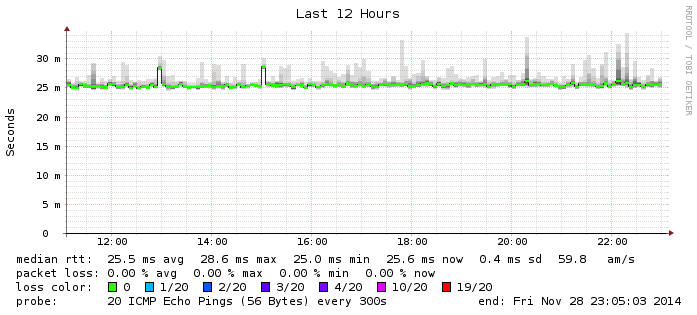 Last 12 Hours
RRDTOOL / TOBI OETIKER
Seconds
30 m
25 m
20 m
15 m
10 m
5 m
0
12:00 14:00 16:00 18:00 20:00 22:00
median rtt: 25.5 ms avg 28.6 ms max 25.0 ms min 25.6 ms now 0.4 ms sd 59.8 am/s
packet loss: 0.00 % avg 0.00 % max 0.00 % min 0.00 % now
loss color: 0 1/20 2/20 3/20 4/20 10/20 19/20
probe: 20 ICMP Echo Pings (56 Bytes) every 300s end: Fri Nov 28 23:05:03 2014